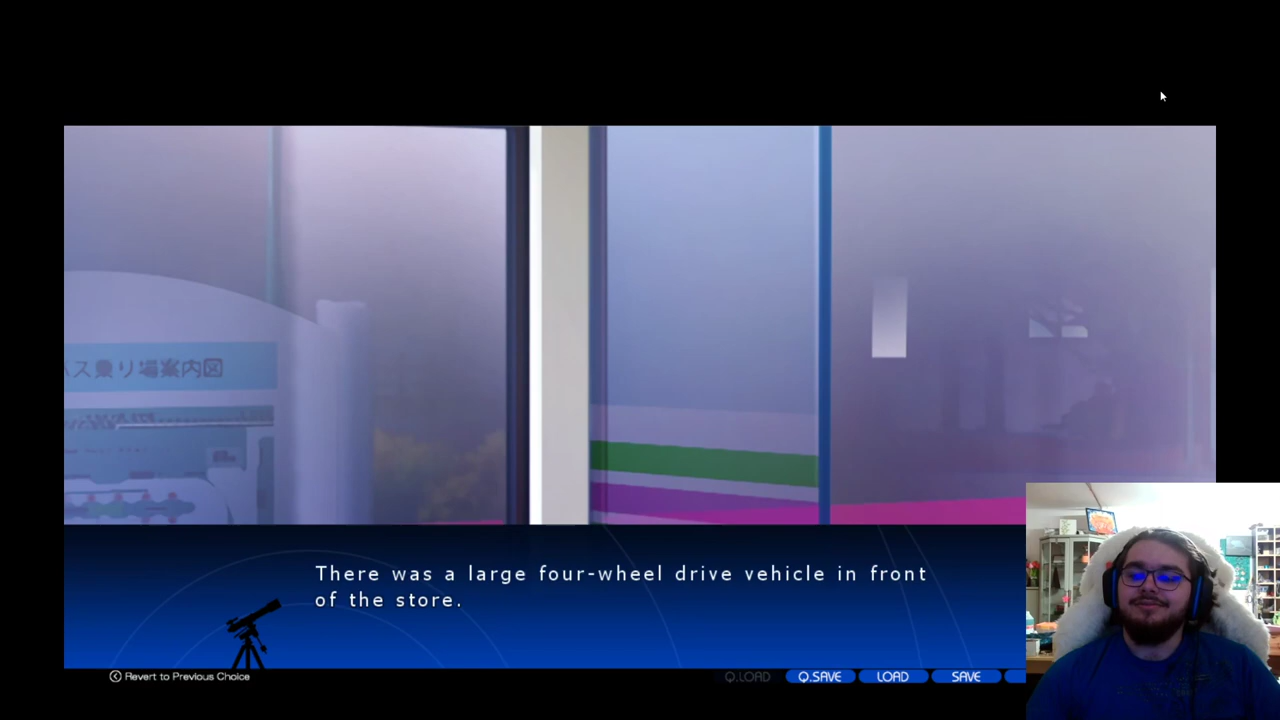 バス乗り場案内図
There was a large four-wheel drive vehicle in front
of the store.
Revert to Previous Choice
Q.LOAD
Q.SAVE
LOAD
SAVE